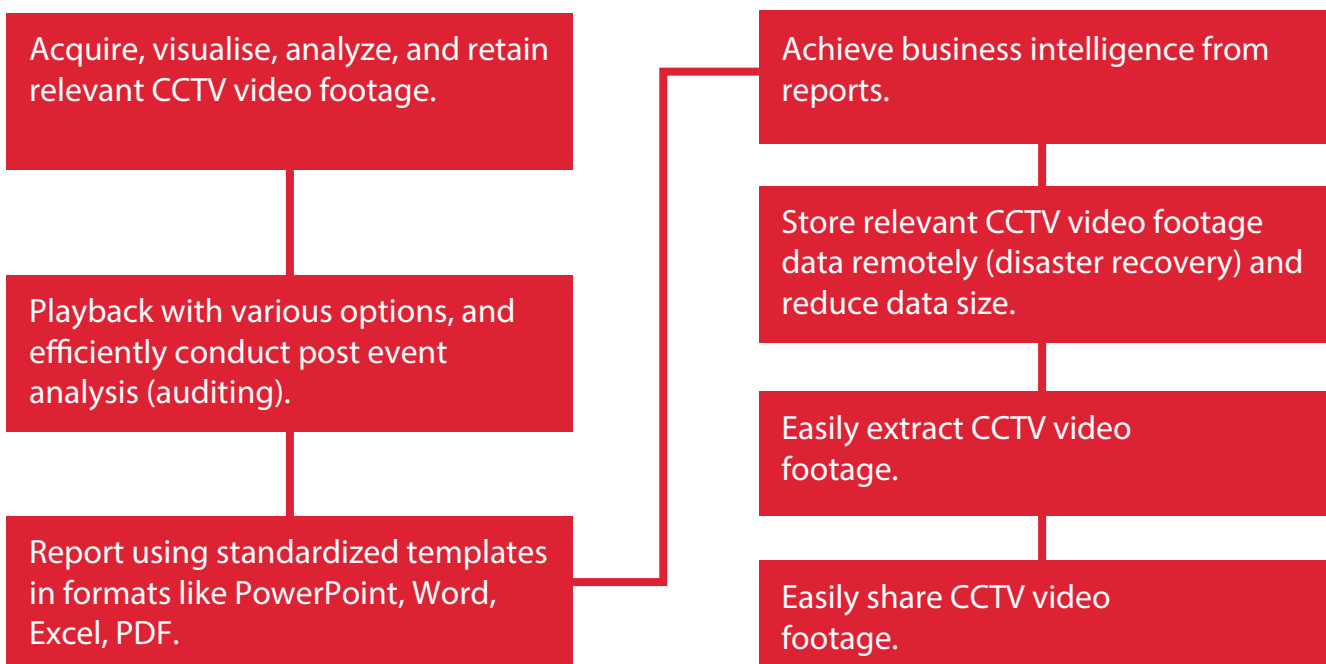 Acquire, visualise, analyze, and retain
relevant CCTV video footage.
Playback with various options, and
efficiently conduct post event
analysis (auditing).
Report using standardized templates
in formats like PowerPoint, Word,
Excel, PDF.
Achieve business intelligence from
reports.
Store relevant CCTV video footage
data remotely (disaster recovery) and
reduce data size.
Easily extract CCTV video
footage.
Easily share CCTV video
footage.